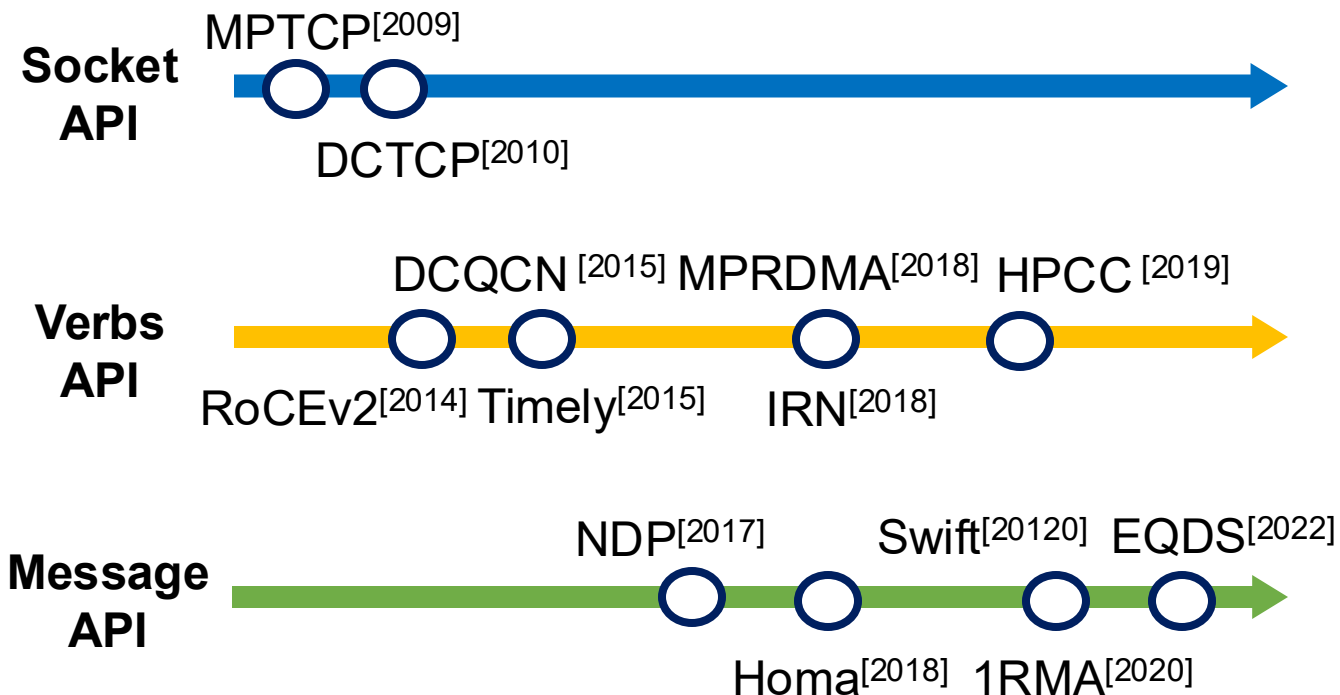 MPTCP[2009]
Socket
API
DCTCP[2010]
DCQCN [2015] MPRDMA[2018] HPCC [2019]
Verbs
API
RoCEv2[2014] Timely[2015] IRN[2018]
NDP[2017] Swift[20120] EQDS[2022]
Message
API
Homa[2018] 1RMA[2020]